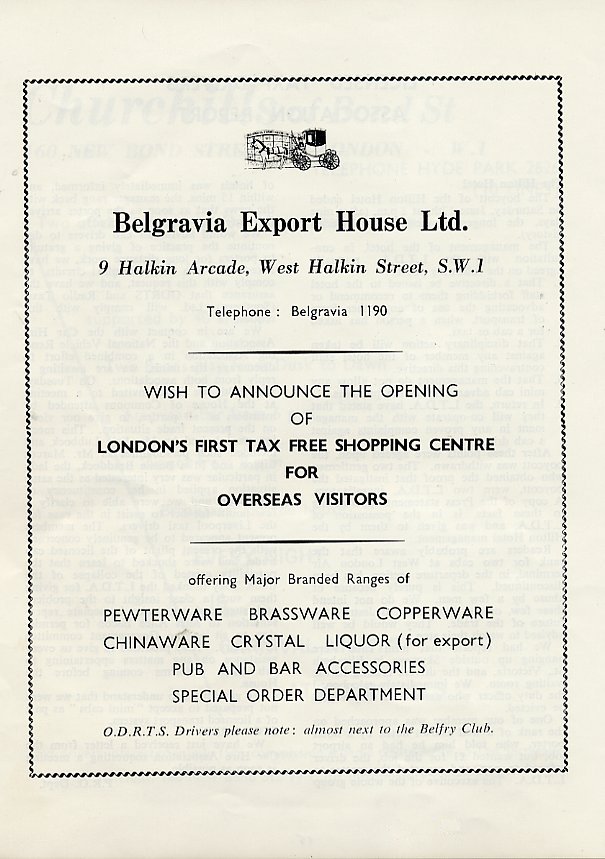 Belgravia Export House Ltd.
9 Halkin Arcade, West Halkin Street, S.W.1
Telephone : Belgravia 1190
WISH TO ANNOUNCE THE OPENING
OF
LONDON'S FIRST TAX FREE SHOPPING CENTRE
FOR
OVERSEAS VISITORS
offering Major Branded Ranges of
PEWTERWARE BRASSWARE COPPERWARE
CHINAWARE CRYSTAL LIQUOR (for export)
PUB AND BAR ACCESSORIES
SPECIAL ORDER DEPARTMENT
O.D.R.T.S. Drivers please note : almost next to the Belfry Club.